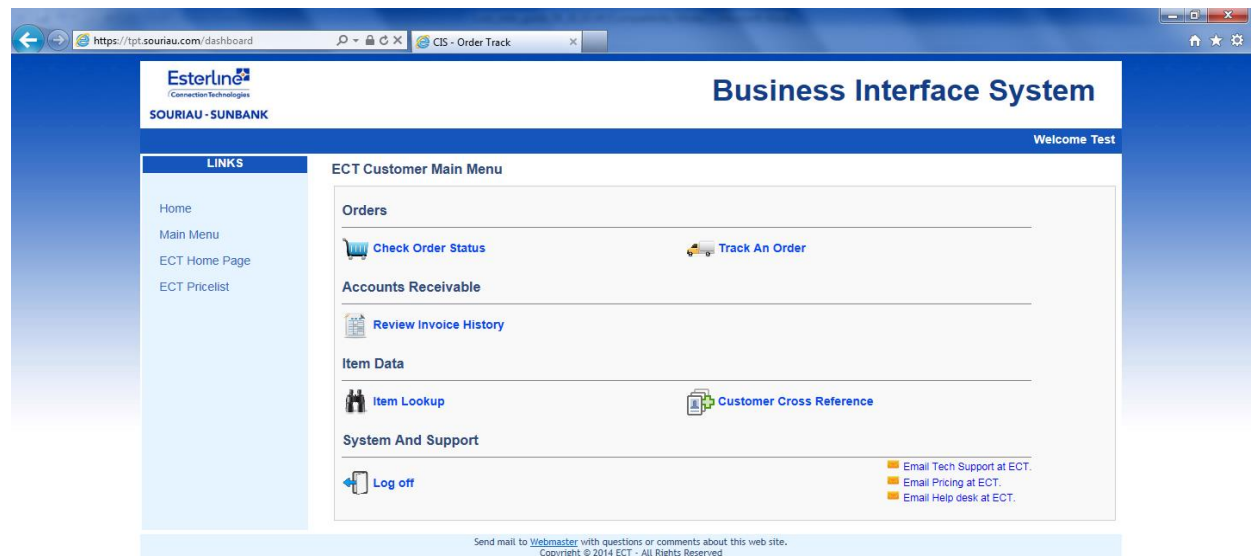 https://tpt.souriau.com/dashboard
CIS - Order Track
Esterline
Connection Technologies
SOURIAU - SUNBANK
Business Interface System
Welcome Test
LINKS
Home
Main Menu
ECT Home Page
ECT Pricelist
ECT Customer Main Menu
Orders
Check Order Status
Track An Order
Accounts Receivable
Review Invoice History
Item Data
Item Lookup
Customer Cross Reference
System And Support
Log off
Email Tech Support at ECT.
Email Pricing at ECT.
Email Help desk at ECT.
Send mail to Webmaster with questions or comments about this web site.
Copyright © 2014 ECT - All Rights Reserved